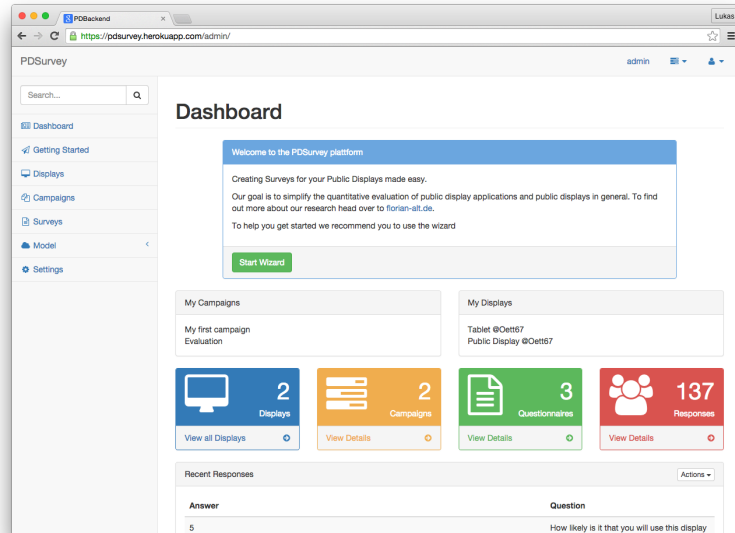 PDBackend
Lukas
https://pdsurvey.herokuapp.com/admin/
PDSurvey
admin
Search...
Dashboard
Getting Started
Displays
Campaigns
Surveys
Model
Settings
Dashboard
Welcome to the PDSurvey plattform
Creating Surveys for your Public Displays made easy.
Our goal is to simplify the quantitative evaluation of public display applications and public displays in general. To find
out more about our research head over to florian-alt.de.
To help you get started we recommend you to use the wizard
Start Wizard
My Campaigns
My first campaign
Evaluation
My Displays
Tablet @Oett67
Public Display @Oett67
2
Displays
View all Displays
2
Campaigns
View Details
3
Questionnaires
View Details
137
Responses
View Details
Recent Responses
Actions
Answer
Question
5
How likely is it that you will use this display